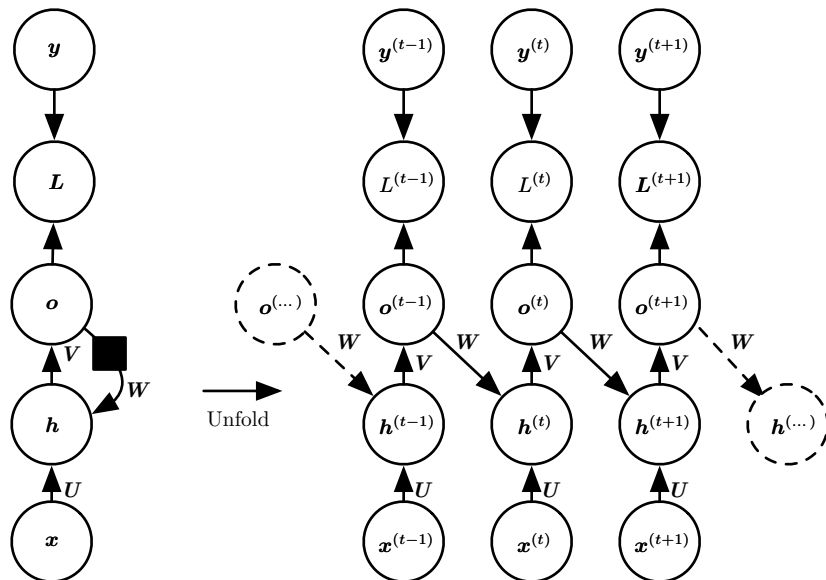 y y^(t−1) y^(t) y^(t+1)
L L^(t−1) L^(t) L^(t+1)
o o^(...) o^(t−1) o^(t) o^(t+1)
W W W W
V V V V
W
h h^(t−1) h^(t) h^(t+1) h^(...)
Unfold
U U U U
x x^(t−1) x^(t) x^(t+1)